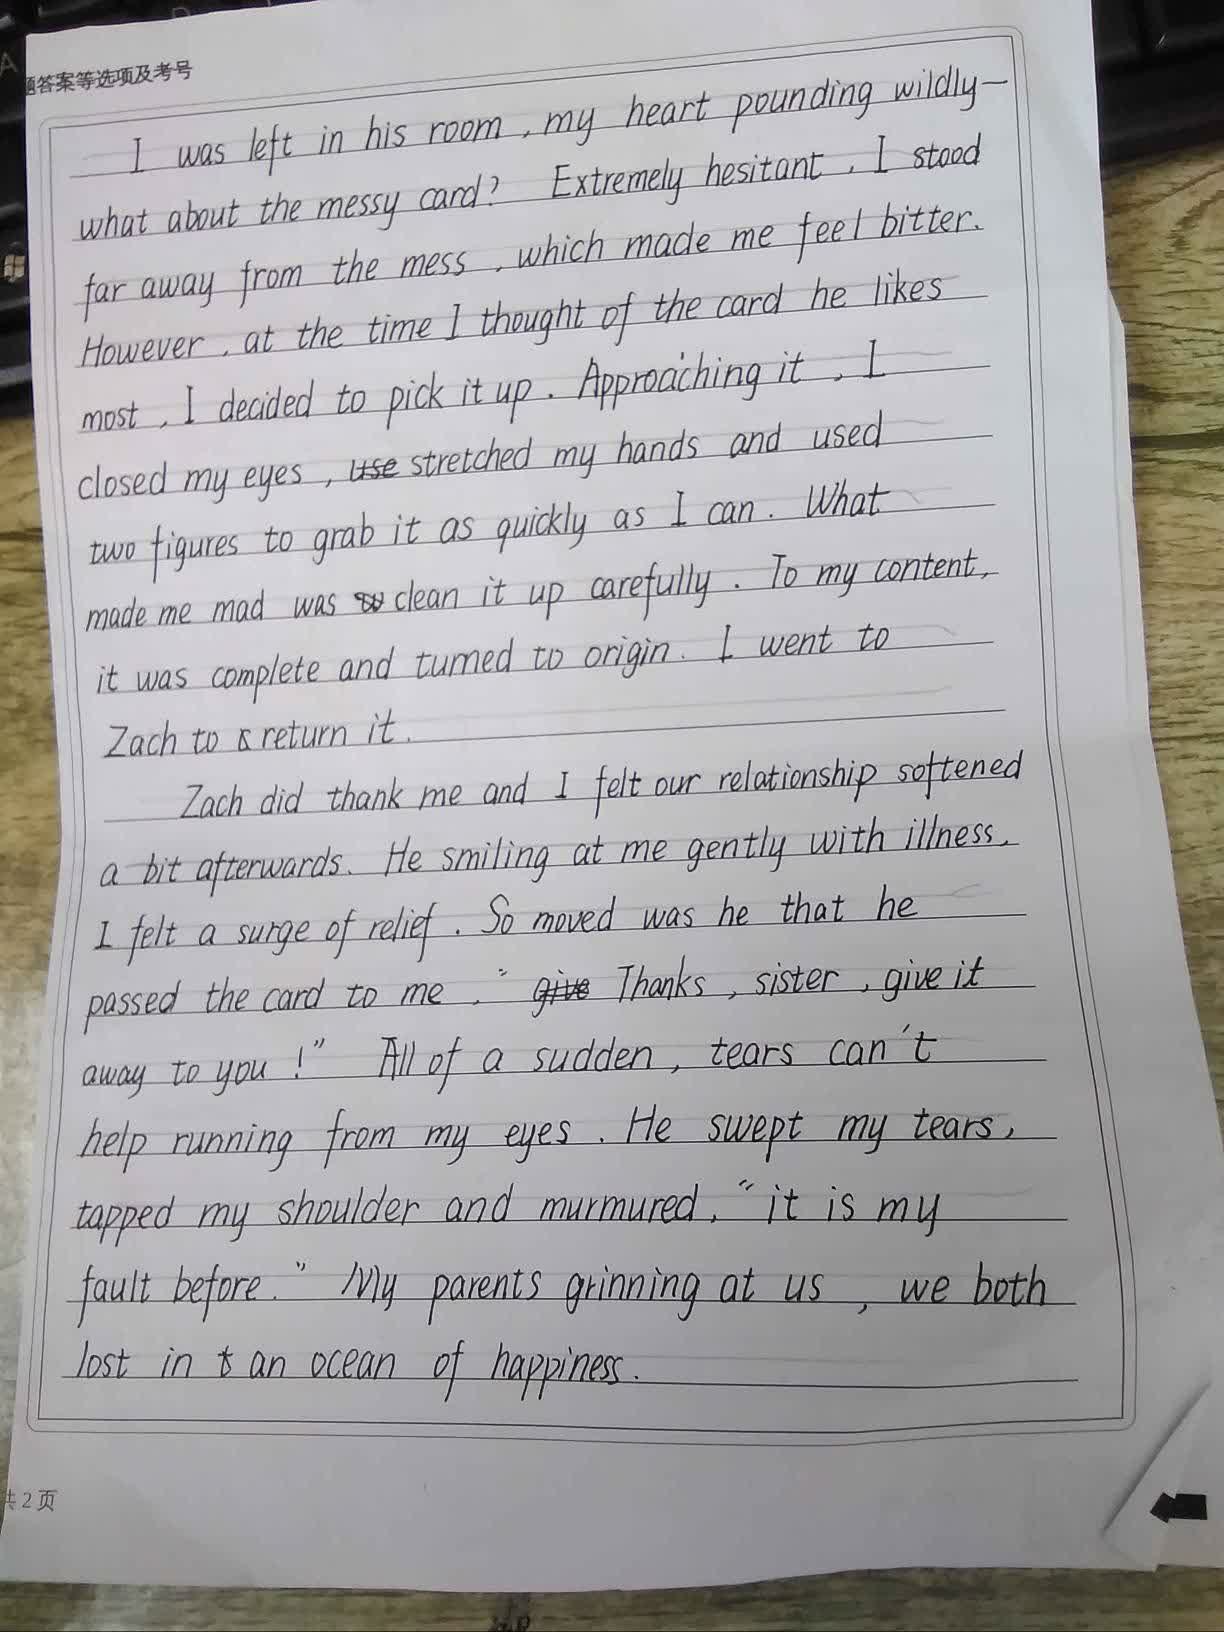 题答案等选项及考号
I was left in his room, my heart pounding wildly—
what about the messy card? Extremely hesitant, I stood
far away from the mess, which made me feel bitter.
However, at the time I thought of the card he likes
most, I decided to pick it up. Approaching it, I
closed my eyes, use stretched my hands and used
two figures to grab it as quickly as I can. What
made me mad was to clean it up carefully. To my content,
it was complete and turned to origin. I went to
Zach to return it.
Zach did thank me and I felt our relationship softened
a bit afterwards. He smiling at me gently with illness,
I felt a surge of relief. So moved was he that he
passed the card to me, " give Thanks, sister, give it
away to you!" All of a sudden, tears can't
help running from my eyes. He swept my tears,
tapped my shoulder and murmured, "it is my
fault before." My parents grinning at us, we both
lost in t an ocean of happiness.
共2页